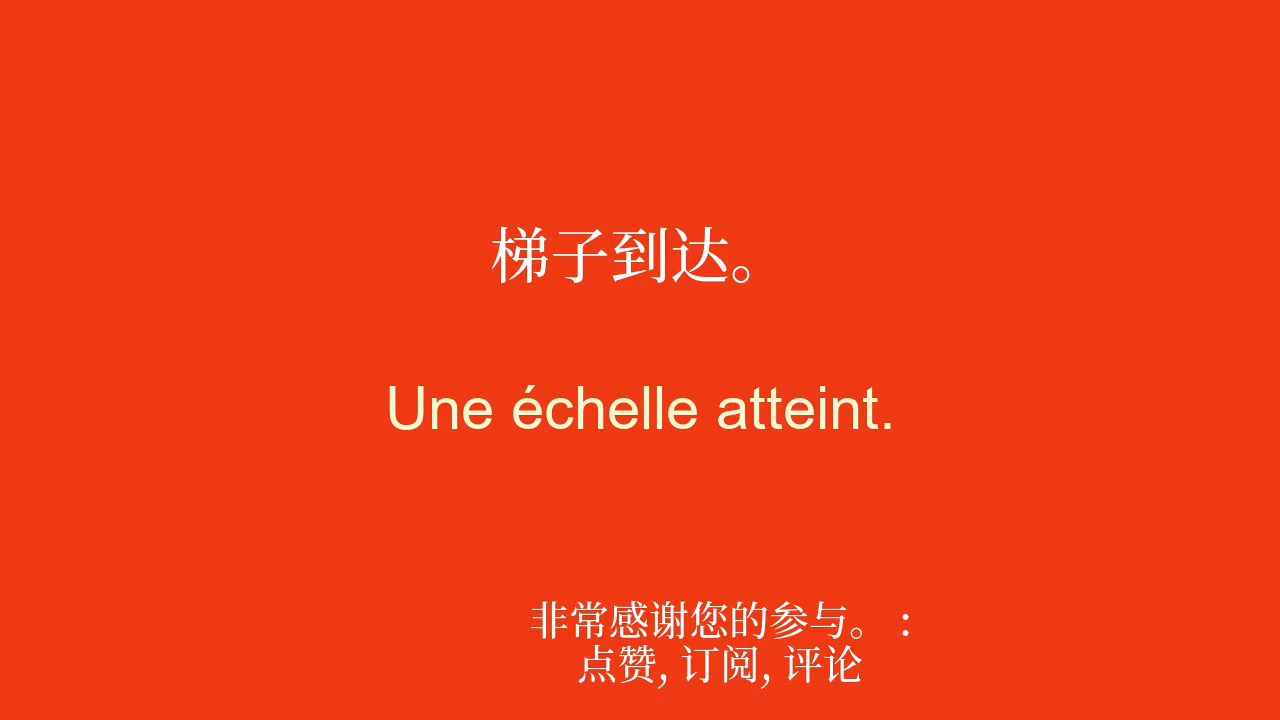 梯子到达。
Une échelle atteint.
非常感谢您的参与。 :
点赞, 订阅, 评论